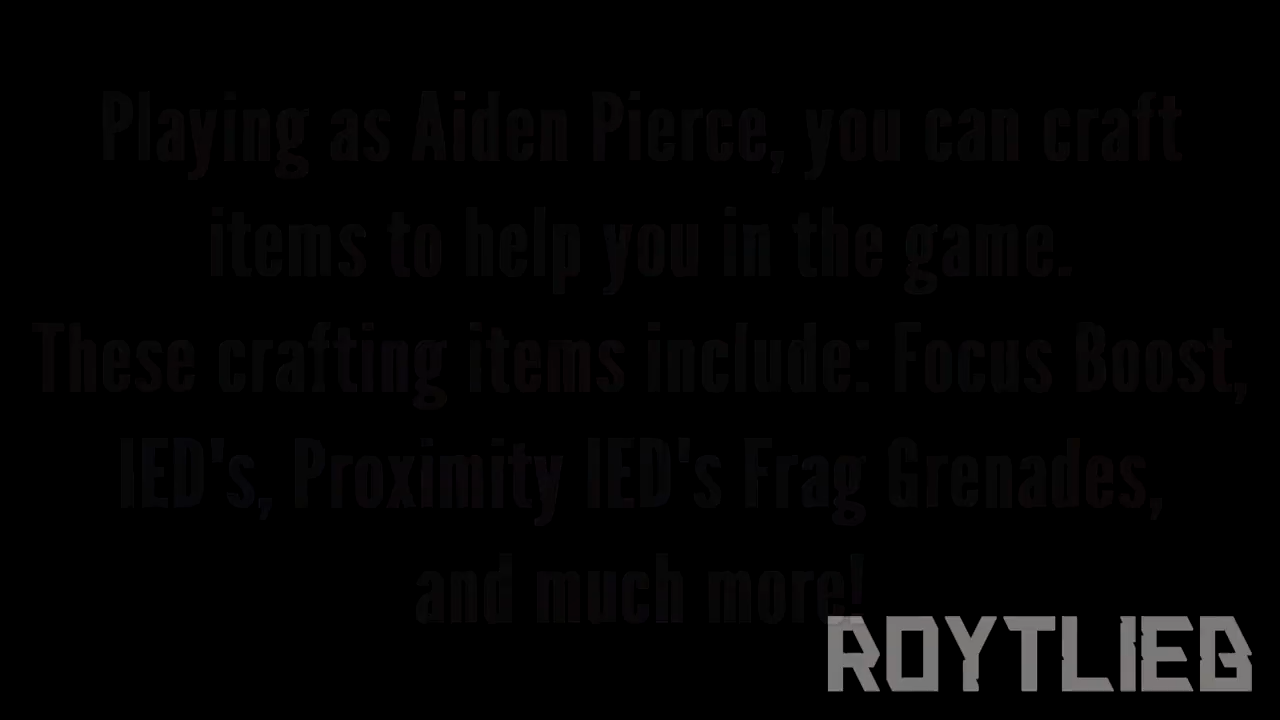 Playing as Aiden Pierce, you can craft
items to help you in the game.
These crafting items include: Focus Boost,
IED's, Proximity IED's Frag Grenades,
and much more!
ROYTLIEB